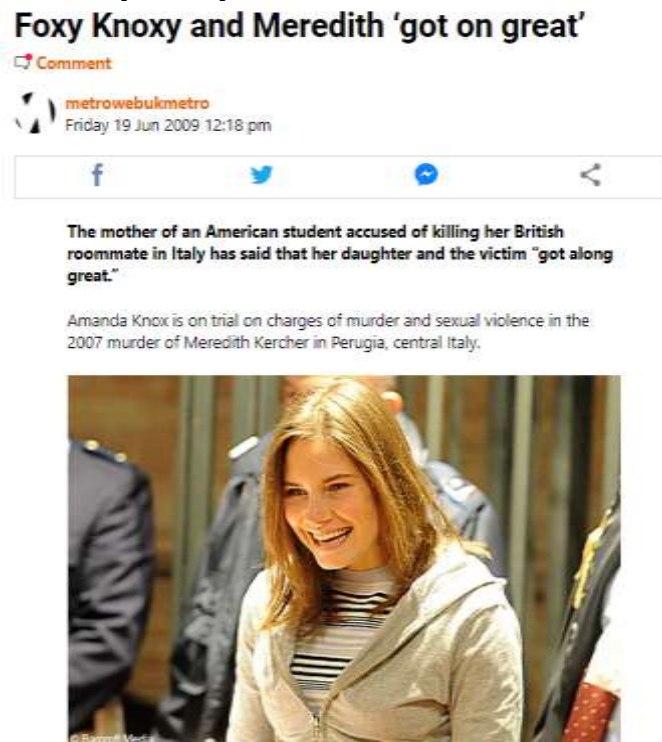 Foxy Knoxy and Meredith ‘got on great’
Comment
metrowebukmetro
Friday 19 Jun 2009 12:18 pm
The mother of an American student accused of killing her British
roommate in Italy has said that her daughter and the victim “got along
great.”
Amanda Knox is on trial on charges of murder and sexual violence in the
2007 murder of Meredith Kercher in Perugia, central Italy.
© Barcroft Media